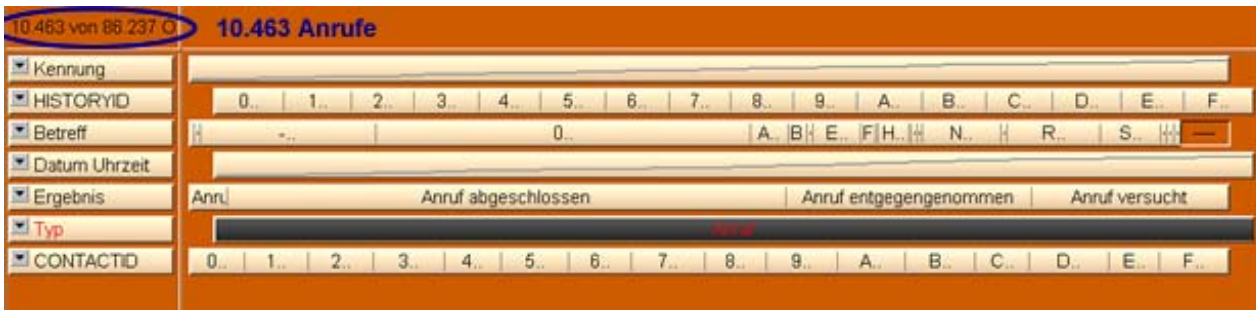 10.463 von 86.237 O 10.463 Anrufe
Kennung
HISTORYID 0.. 1.. 2.. 3.. 4.. 5.. 6.. 7.. 8.. 9.. A.. B.. C.. D.. E.. F..
Betreff -.. 0.. A.. B E.. F H.. N.. R.. S.. —
Datum Uhrzeit
Ergebnis Anru Anruf abgeschlossen Anruf entgegengenommen Anruf versucht
Typ Anruf
CONTACTID 0.. 1.. 2.. 3.. 4.. 5.. 6.. 7.. 8.. 9.. A.. B.. C.. D.. E.. F..